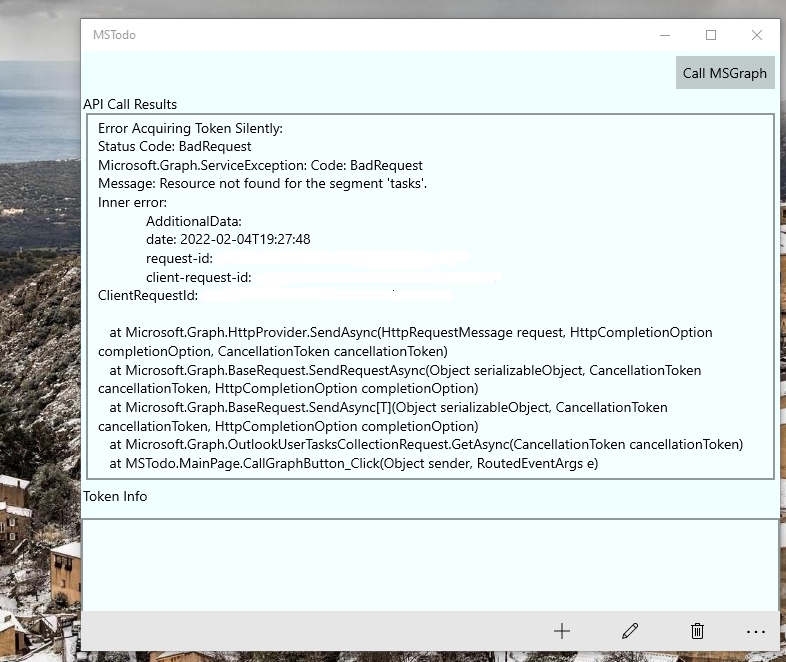 MSTodo
Call MSGraph
API Call Results
Error Acquiring Token Silently:
Status Code: BadRequest
Microsoft.Graph.ServiceException: Code: BadRequest
Message: Resource not found for the segment 'tasks'.
Inner error:
AdditionalData:
date: 2022-02-04T19:27:48
request-id:
client-request-id:
ClientRequestId:
at Microsoft.Graph.HttpProvider.SendAsync(HttpRequestMessage request, HttpCompletionOption
completionOption, CancellationToken cancellationToken)
at Microsoft.Graph.BaseRequest.SendRequestAsync(Object serializableObject, CancellationToken
cancellationToken, HttpCompletionOption completionOption)
at Microsoft.Graph.BaseRequest.SendAsync[T](Object serializableObject, CancellationToken
cancellationToken, HttpCompletionOption completionOption)
at Microsoft.Graph.OutlookUserTasksCollectionRequest.GetAsync(CancellationToken cancellationToken)
at MSTodo.MainPage.CallGraphButton_Click(Object sender, RoutedEventArgs e)
Token Info